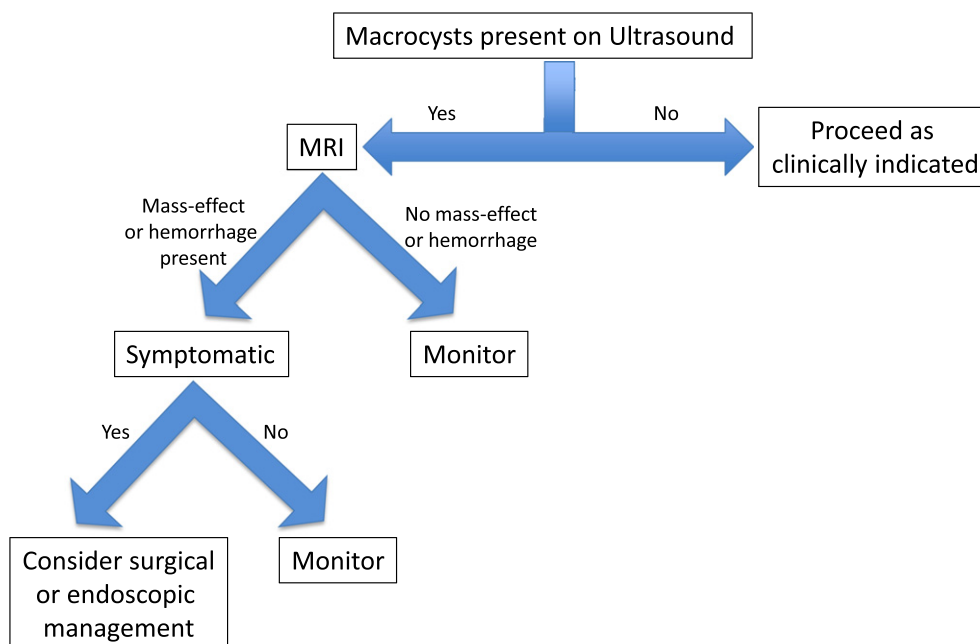 Macrocysts present on Ultrasound
Yes
No
MRI
Proceed as
clinically indicated
Mass-effect
or hemorrhage
present
No mass-effect
or hemorrhage
Symptomatic
Monitor
Yes
No
Consider surgical
or endoscopic
management
Monitor